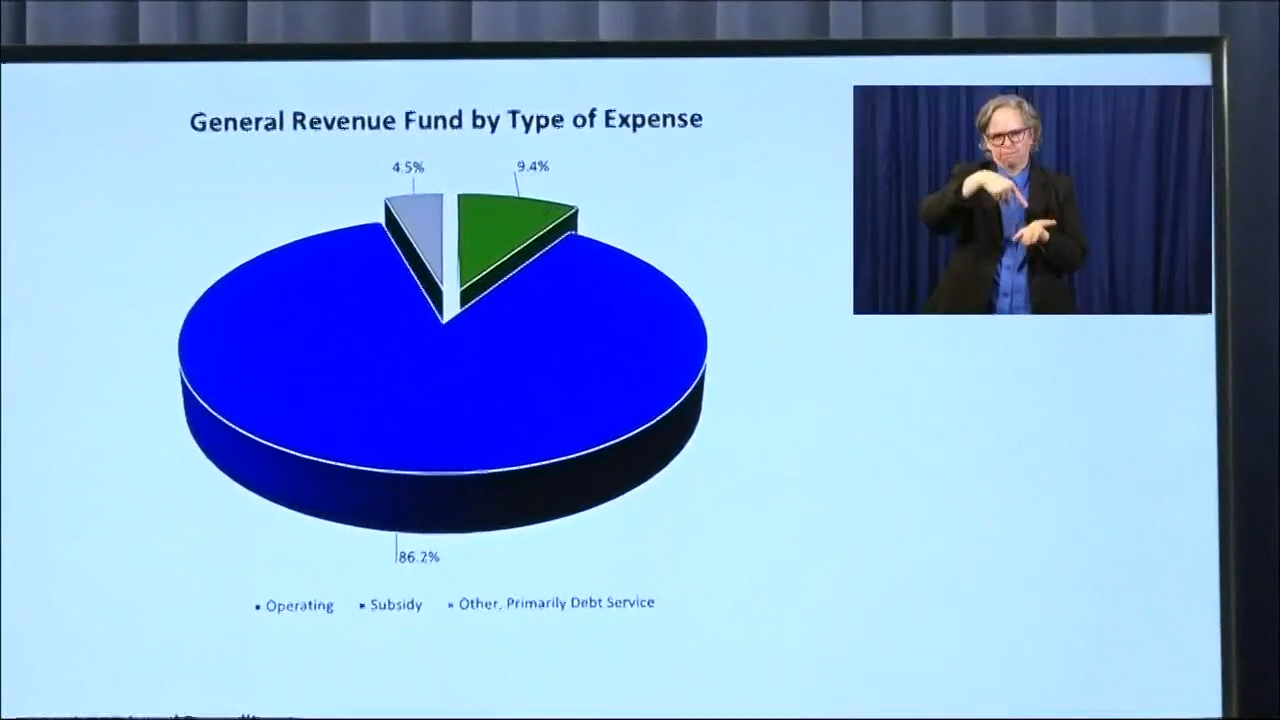 General Revenue Fund by Type of Expense
4.5%
9.4%
86.2%
Operating
Subsidy
Other, Primarily Debt Service